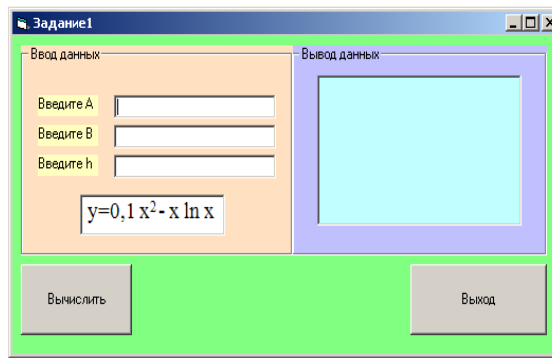 Задание1
Ввод данных
Введите A
Введите B
Введите h
y=0,1 x²- x ln x
Вывод данных
Вычислить
Выход